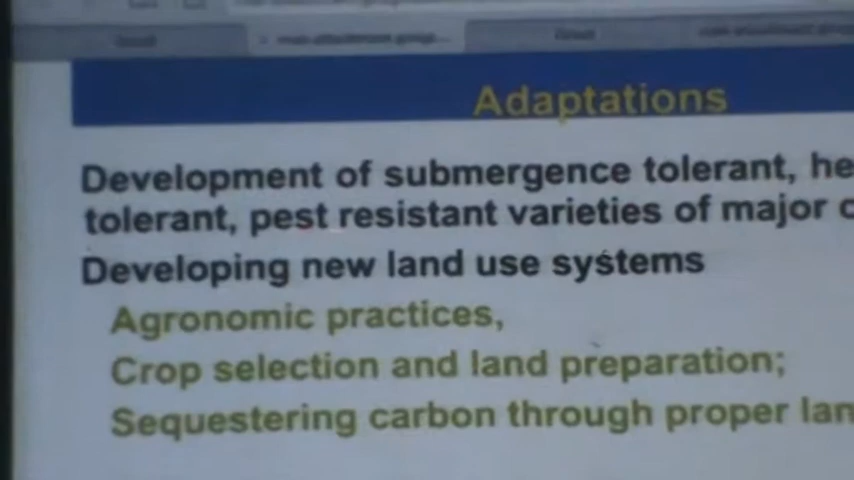 Adaptations
Development of submergence tolerant,
tolerant, pest resistant varieties of major
Developing new land use systems
Agronomic practices,
Crop selection and land preparation;
Sequestering carbon through proper